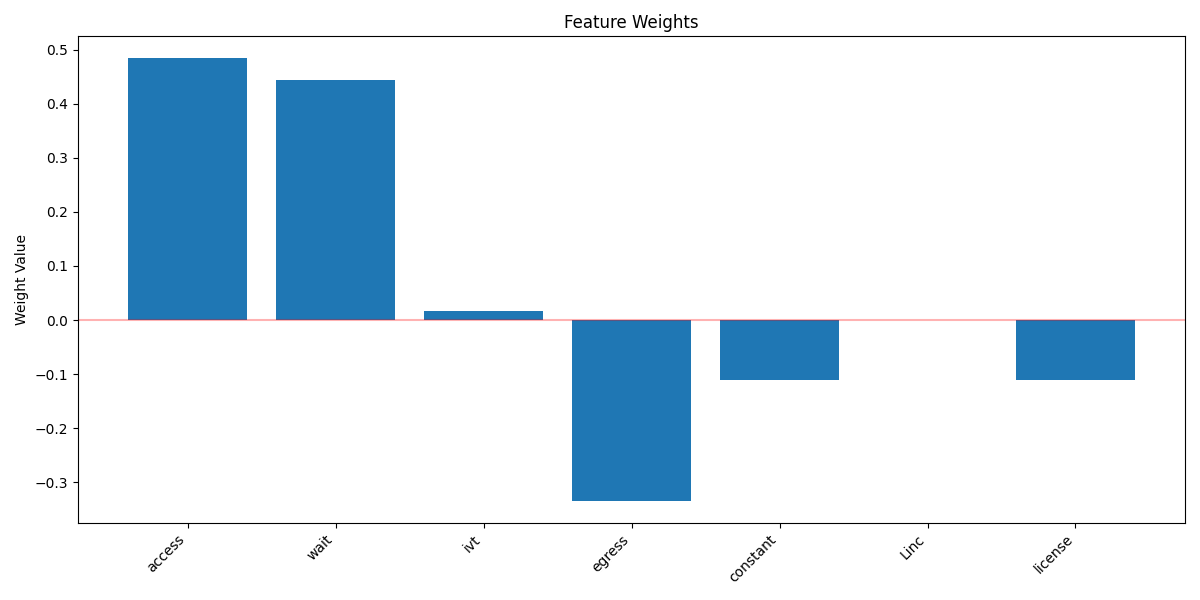 Feature Weights
Weight Value
0.5
0.4
0.3
0.2
0.1
0.0
−0.1
−0.2
−0.3
access
wait
ivt
egress
constant
Linc
license